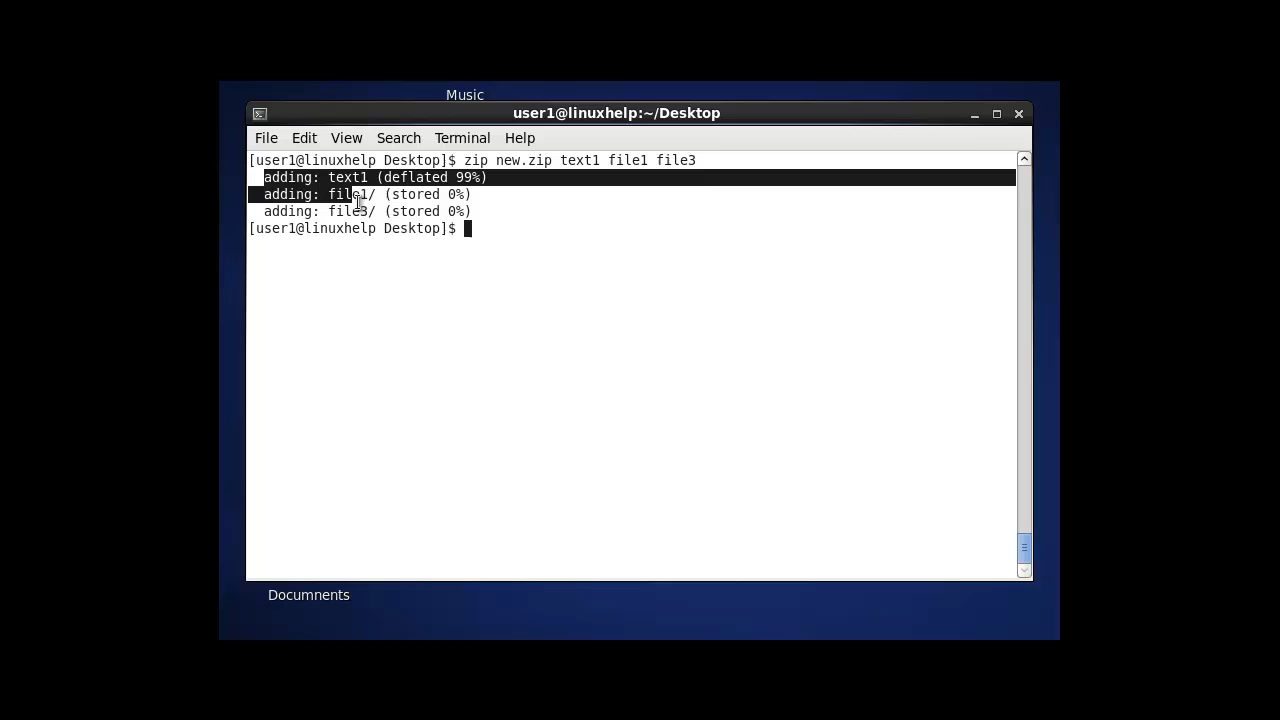 Music
user1@linuxhelp:~/Desktop
File Edit View Search Terminal Help
[user1@linuxhelp Desktop]$ zip new.zip text1 file1 file3
adding: text1 (deflated 99%)
adding: file1/ (stored 0%)
adding: file3/ (stored 0%)
[user1@linuxhelp Desktop]$
Documnents